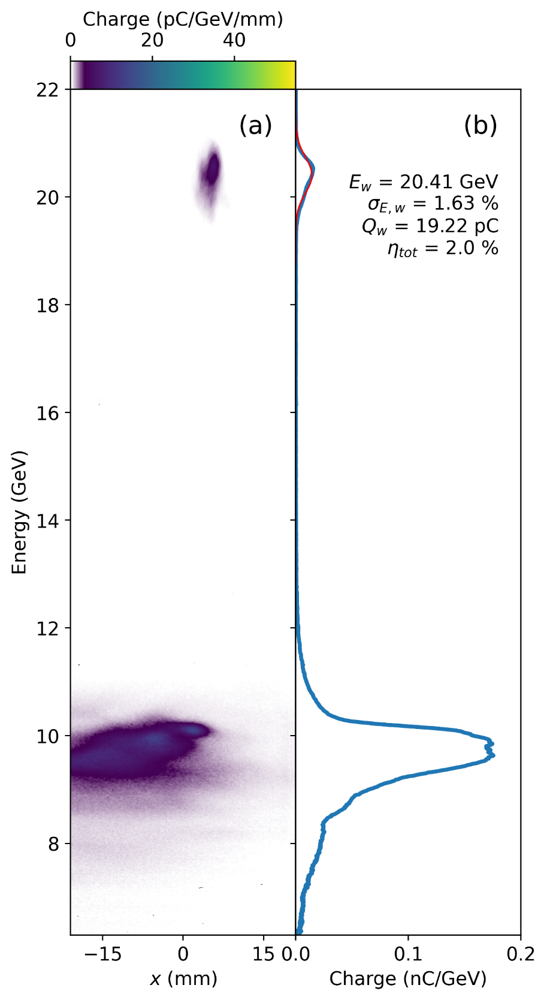 Charge (pC/GeV/mm)
0 20 40
(a)
(b)
E_w = 20.41 GeV
σ_E,w = 1.63 %
Q_w = 19.22 pC
η_tot = 2.0 %
Energy (GeV)
22
20
18
16
14
12
10
8
−15 0 15
0.0 0.1 0.2
x (mm)
Charge (nC/GeV)